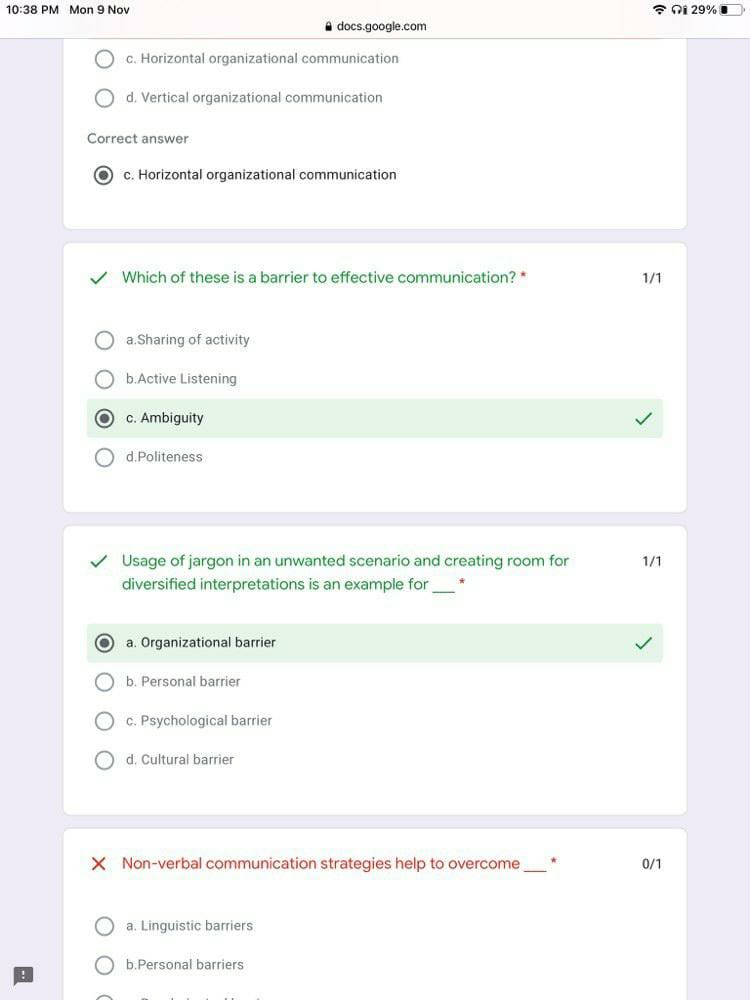 10:38 PM Mon 9 Nov
29%
docs.google.com
c. Horizontal organizational communication
d. Vertical organizational communication
Correct answer
c. Horizontal organizational communication
Which of these is a barrier to effective communication? *
1/1
a.Sharing of activity
b.Active Listening
c. Ambiguity
d.Politeness
Usage of jargon in an unwanted scenario and creating room for
1/1
diversified interpretations is an example for ___ *
a. Organizational barrier
b. Personal barrier
c. Psychological barrier
d. Cultural barrier
Non-verbal communication strategies help to overcome ___ *
0/1
a. Linguistic barriers
b.Personal barriers